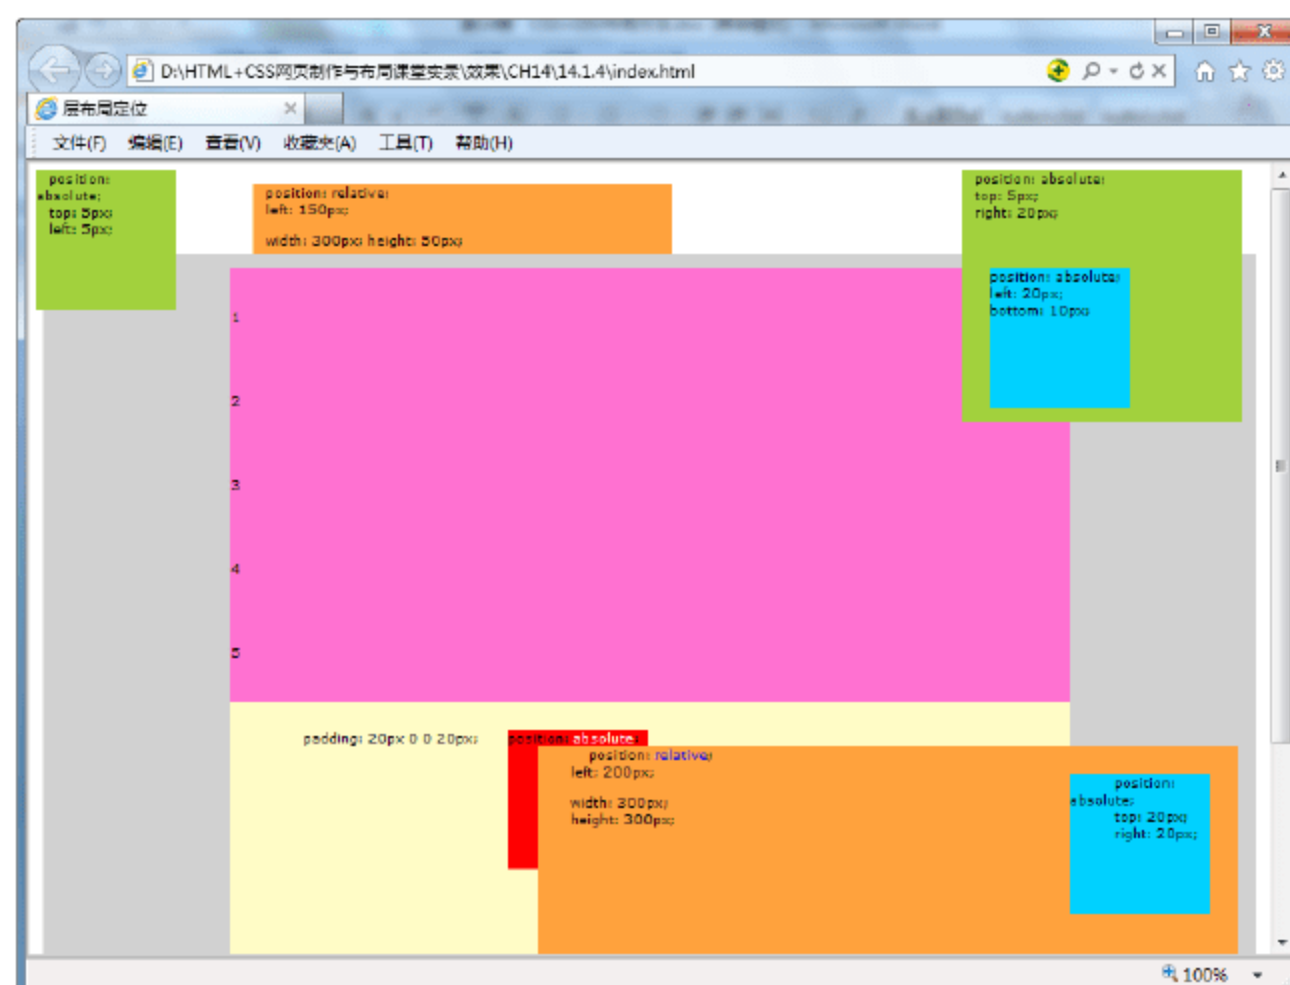 D:\HTML+CSS网页制作与布局课堂实录\效果\CH14\14.1.4\index.html
层布局定位
文件(F) 编辑(E) 查看(V) 收藏夹(A) 工具(T) 帮助(H)
position:
absolute;
top: 5px;
left: 5px;
position: relative;
left: 150px;
width: 300px; height: 50px;
position: absolute;
top: 5px;
right: 20px;
position: absolute;
left: 20px;
bottom: 10px;
1
2
3
4
5
padding: 20px 0 0 20px;
position: absolute;
position: relative;
left: 200px;
width: 300px;
height: 300px;
position:
absolute;
top: 20px;
right: 20px;
100%